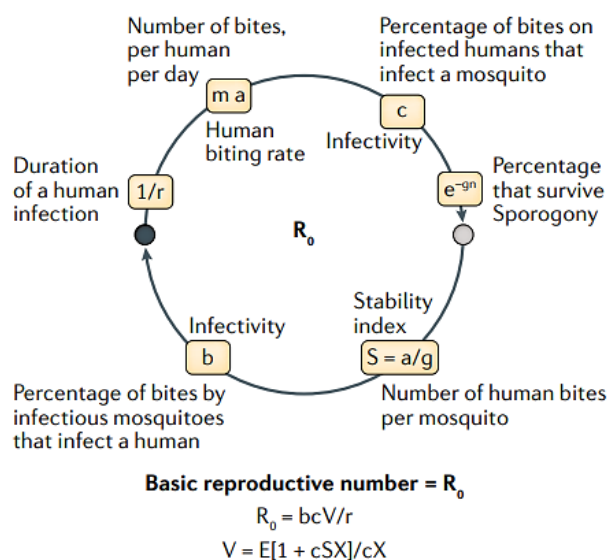 Number of bites,
per human
per day
m a
Human
biting rate
Percentage of bites on
infected humans that
infect a mosquito
c
Infectivity
Duration
of a human
infection
1/r
e⁻ᵍⁿ
Percentage
that survive
Sporogony
R₀
Infectivity
b
Percentage of bites by
infectious mosquitoes
that infect a human
Stability
index
S = a/g
Number of human bites
per mosquito
Basic reproductive number = R₀
R₀ = bcV/r
V = E[1 + cSX]/cX